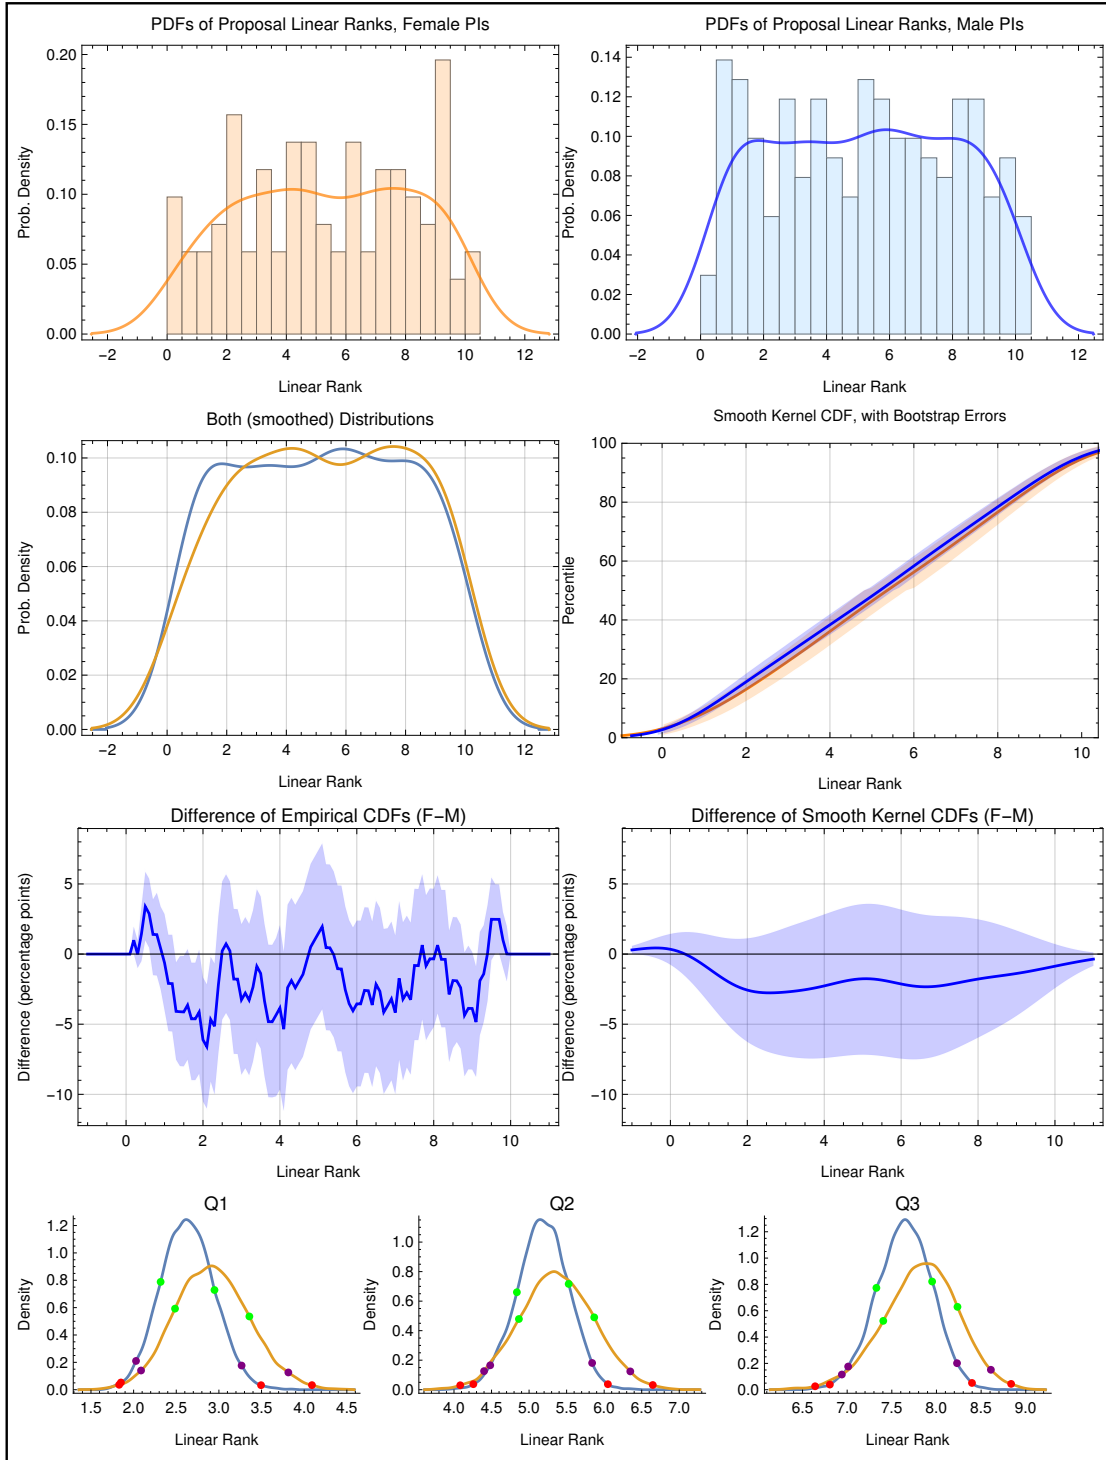 PDFs of Proposal Linear Ranks, Female PIs
0.20
0.15
0.10
0.05
0.00
Prob. Density
−2 0 2 4 6 8 10 12
Linear Rank
PDFs of Proposal Linear Ranks, Male PIs
0.14
0.12
0.10
0.08
0.06
0.04
0.02
0.00
Prob. Density
−2 0 2 4 6 8 10 12
Linear Rank
Both (smoothed) Distributions
0.10
0.08
0.06
0.04
0.02
0.00
Prob. Density
−2 0 2 4 6 8 10 12
Linear Rank
Smooth Kernel CDF, with Bootstrap Errors
100
80
60
40
20
0
Percentile
0 2 4 6 8 10
Linear Rank
Difference of Empirical CDFs (F−M)
5
0
−5
−10
Difference (percentage points)
0 2 4 6 8 10
Linear Rank
Difference of Smooth Kernel CDFs (F−M)
5
0
−5
−10
Difference (percentage points)
0 2 4 6 8 10
Linear Rank
Q1
1.2
1.0
0.8
0.6
0.4
0.2
0.0
Density
1.5 2.0 2.5 3.0 3.5 4.0 4.5
Linear Rank
Q2
1.0
0.8
0.6
0.4
0.2
0.0
Density
4.0 4.5 5.0 5.5 6.0 6.5 7.0
Linear Rank
Q3
1.2
1.0
0.8
0.6
0.4
0.2
0.0
Density
6.5 7.0 7.5 8.0 8.5 9.0
Linear Rank